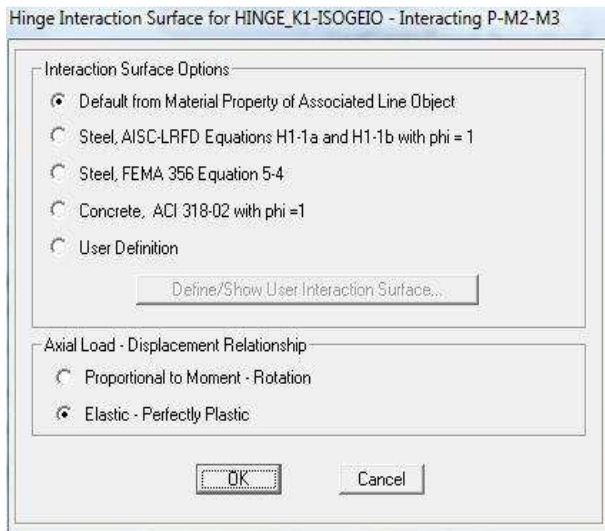 Hinge Interaction Surface for HINGE_K1-ISOGEIO - Interacting P-M2-M3
Interaction Surface Options
Default from Material Property of Associated Line Object
Steel, AISC-LRFD Equations H1-1a and H1-1b with phi = 1
Steel, FEMA 356 Equation 5-4
Concrete, ACI 318-02 with phi =1
User Definition
Define/Show User Interaction Surface...
Axial Load - Displacement Relationship
Proportional to Moment - Rotation
Elastic - Perfectly Plastic
OK Cancel